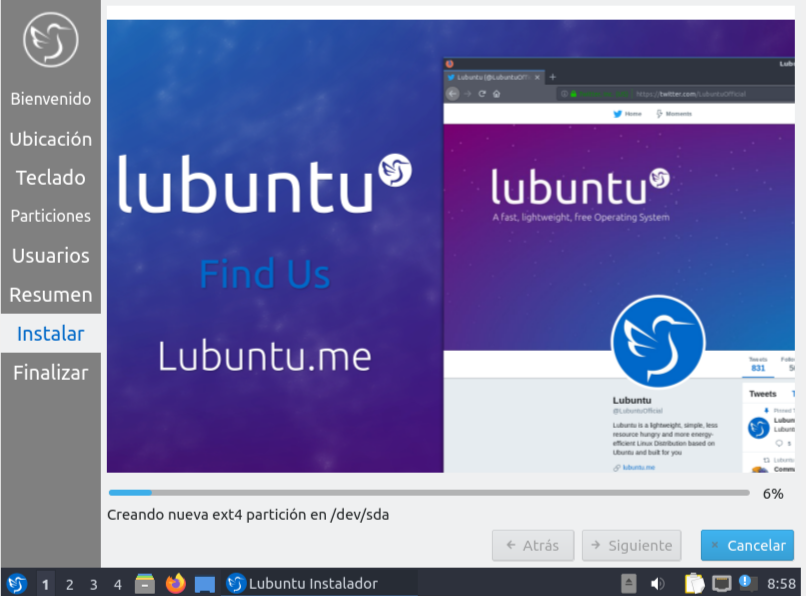 Bienvenido
Ubicación
Teclado
Particiones
Usuarios
Resumen
Instalar
Finalizar
lubuntu
Find Us
Lubuntu.me
Lubuntu (@LubuntuOffi
https://twitter.com/LubuntuOfficial
Home Moments
lubuntu
A fast, lightweight, free Operating System
Lubuntu
@LubuntuOfficial
Lubuntu is a lightweight, simple, less
resource hungry and more energy-
efficient Linux Distribution based on
Ubuntu and built for you
lubuntu.me
Tweets
831
Tweets
Pinned
6%
Creando nueva ext4 partición en /dev/sda
Atrás
Siguiente
Cancelar
1 2 3 4
Lubuntu Instalador
8:58